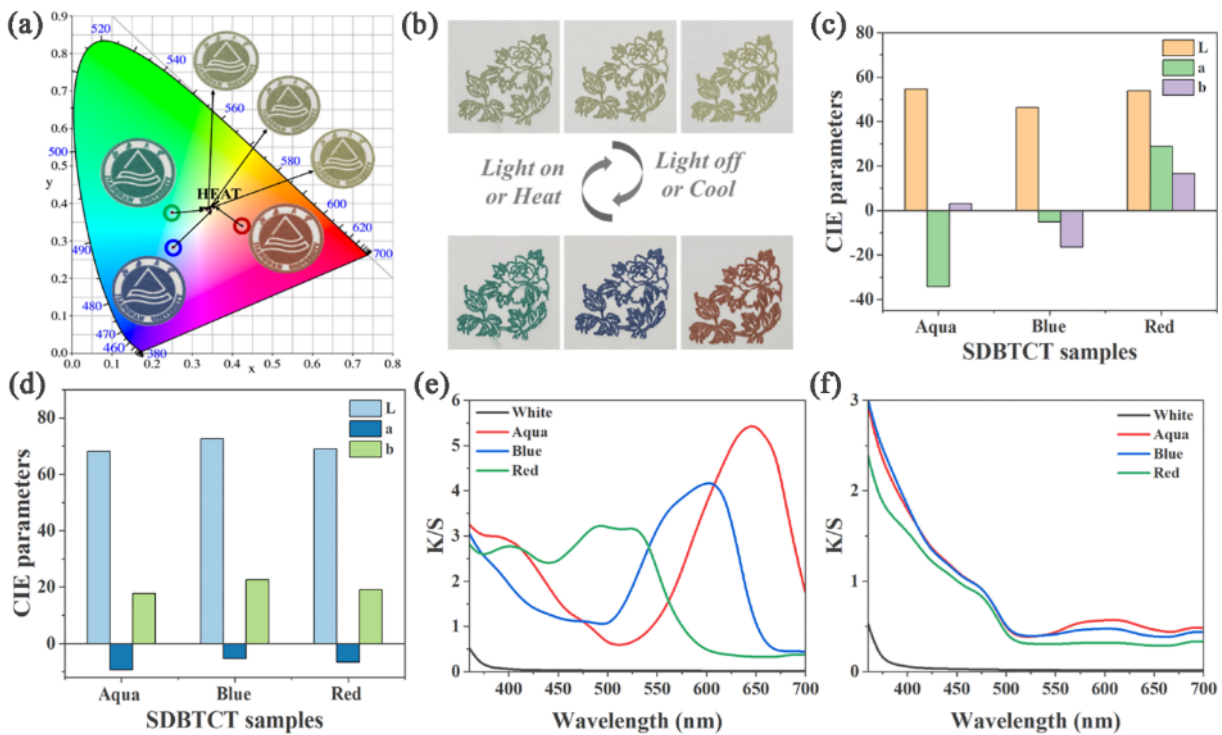 (a)
0.9
0.8
0.7
0.6
0.5
0.4
0.3
0.2
0.1
0.0
y
0.0 0.1 0.2 0.3 0.4 0.5 0.6 0.7 0.8
x
520
540
560
580
600
620
700
500
490
480
470
460
380
HEAT
(b)
Light on
or Heat
Light off
or Cool
(c)
CIE parameters
80
60
40
20
0
-20
-40
L
a
b
Aqua Blue Red
SDBTCT samples
(d)
CIE parameters
80
60
40
20
0
L
a
b
Aqua Blue Red
SDBTCT samples
(e)
K/S
6
5
4
3
2
1
0
White
Aqua
Blue
Red
400 450 500 550 600 650 700
Wavelength (nm)
(f)
K/S
3
2
1
0
White
Aqua
Blue
Red
400 450 500 550 600 650 700
Wavelength (nm)